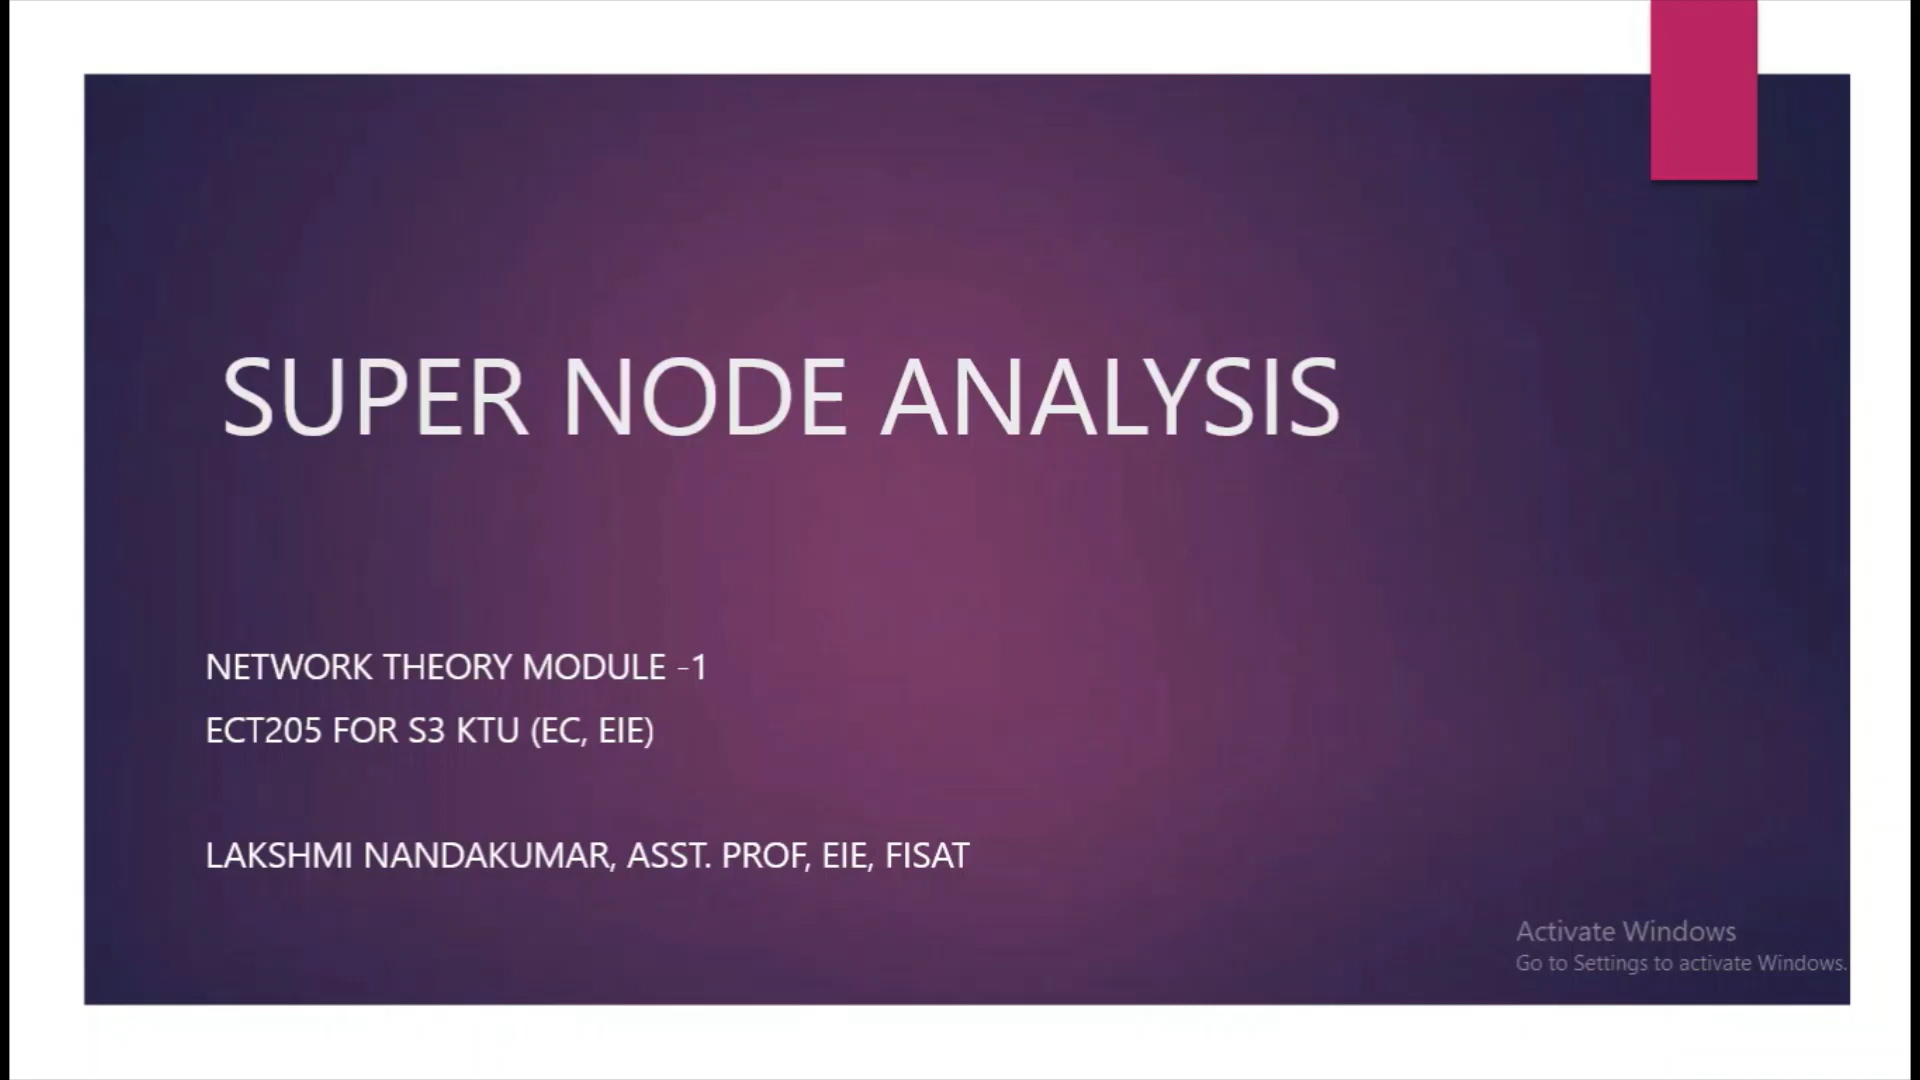 SUPER NODE ANALYSIS
NETWORK THEORY MODULE -1
ECT205 FOR S3 KTU (EC, EIE)
LAKSHMI NANDAKUMAR, ASST. PROF, EIE, FISAT
Activate Windows
Go to Settings to activate Windows.